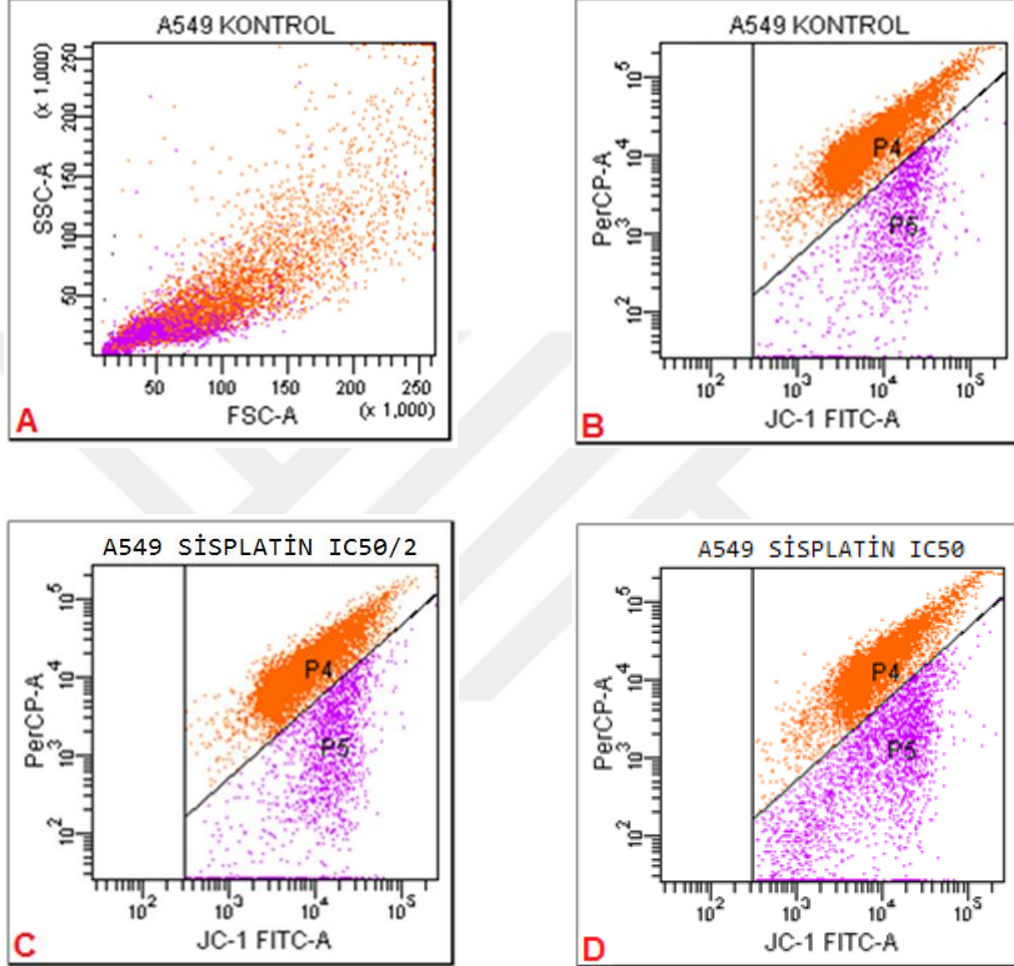 A549 KONTROL
SSC-A
(x 1,000)
250
200
150
100
50
50 100 150 200 250
FSC-A
(x 1,000)
A
A549 KONTROL
PerCP-A
10^5
10^4
10^3
10^2
P4
P5
10^2 10^3 10^4 10^5
JC-1 FITC-A
B
A549 SİSPLATİN IC50/2
PerCP-A
10^5
10^4
10^3
10^2
P4
P5
10^2 10^3 10^4 10^5
JC-1 FITC-A
C
A549 SİSPLATİN IC50
PerCP-A
10^5
10^4
10^3
10^2
P4
P5
10^2 10^3 10^4 10^5
JC-1 FITC-A
D